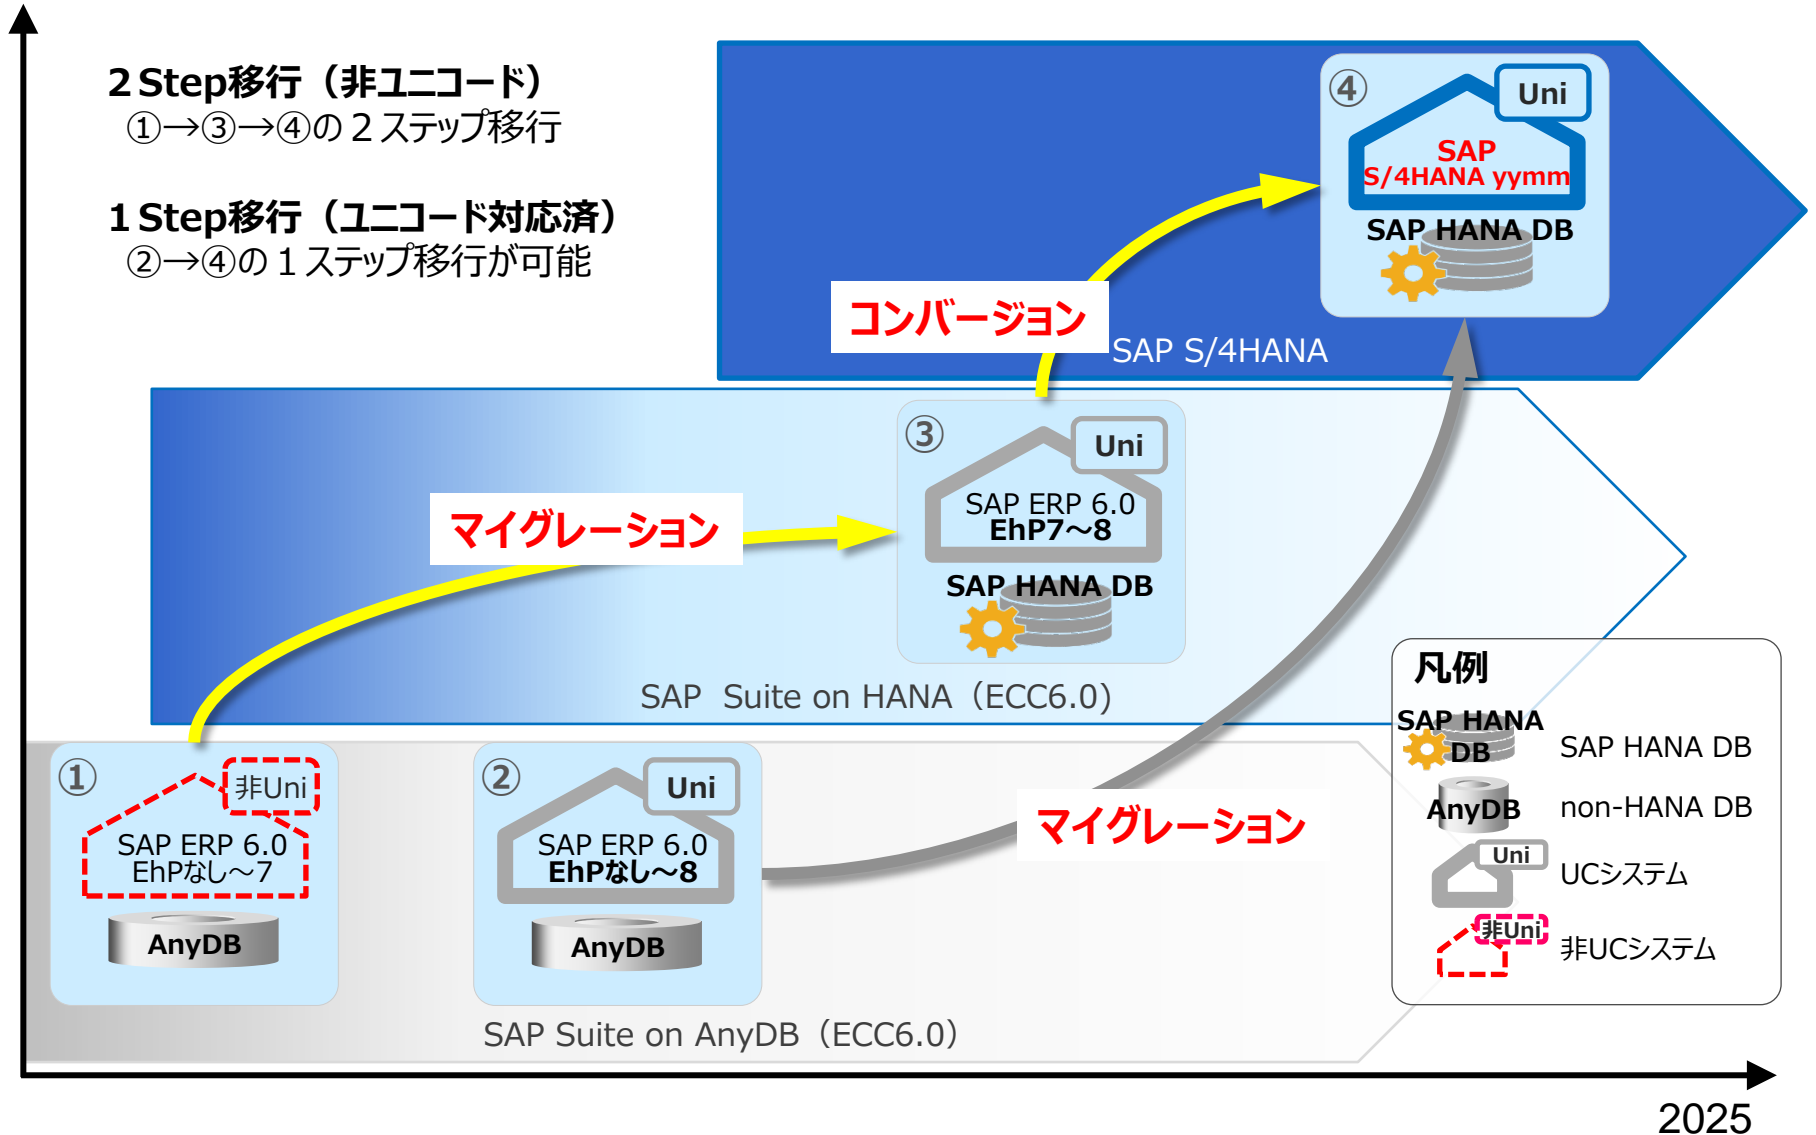 2Step移行（非ユニコード）
①→③→④の2ステップ移行
1Step移行（ユニコード対応済）
②→④の1ステップ移行が可能
④
Uni
SAP
S/4HANA yymm
SAP HANA DB
コンバージョン
SAP S/4HANA
③
Uni
SAP ERP 6.0
EhP7～8
SAP HANA DB
マイグレーション
SAP Suite on HANA（ECC6.0）
①
非Uni
SAP ERP 6.0
EhPなし～7
AnyDB
②
Uni
SAP ERP 6.0
EhPなし～8
AnyDB
マイグレーション
SAP Suite on AnyDB（ECC6.0）
凡例
SAP HANA
DB
SAP HANA DB
AnyDB
non-HANA DB
Uni
UCシステム
非Uni
非UCシステム
2025